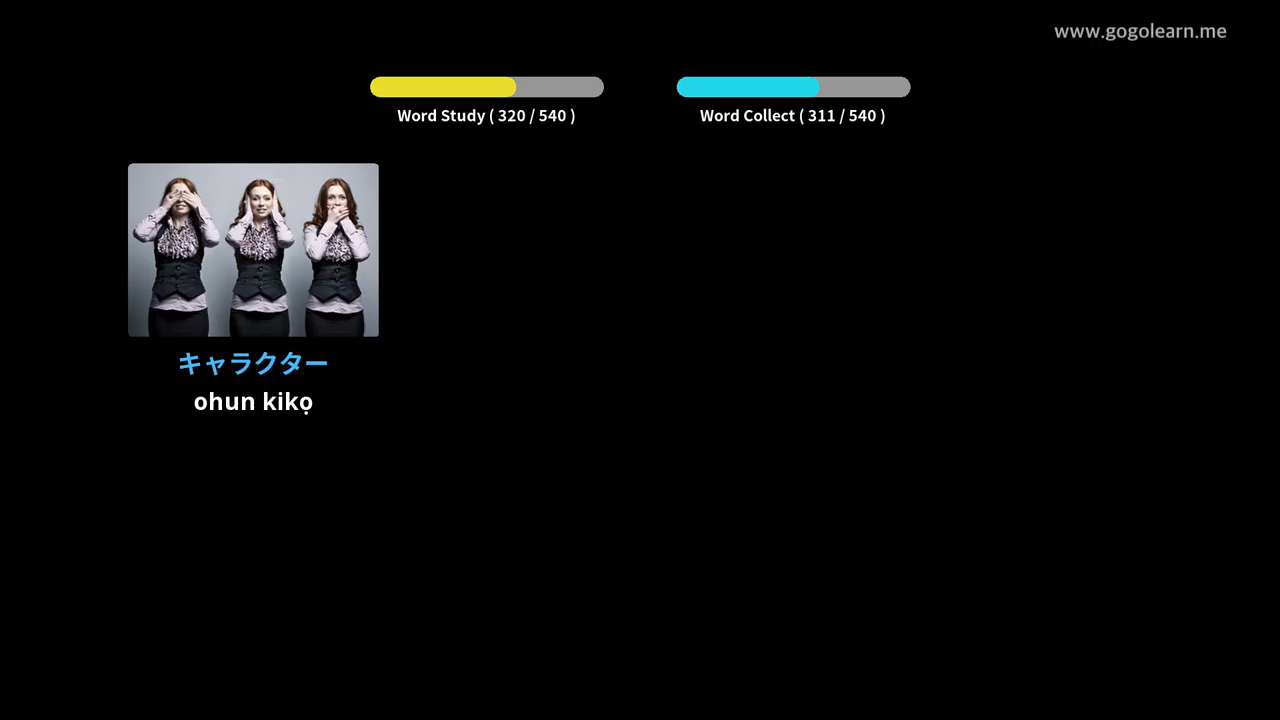 www.gogolearn.me
Word Study ( 320 / 540 )
Word Collect ( 311 / 540 )
キャラクター
ohun kikọ